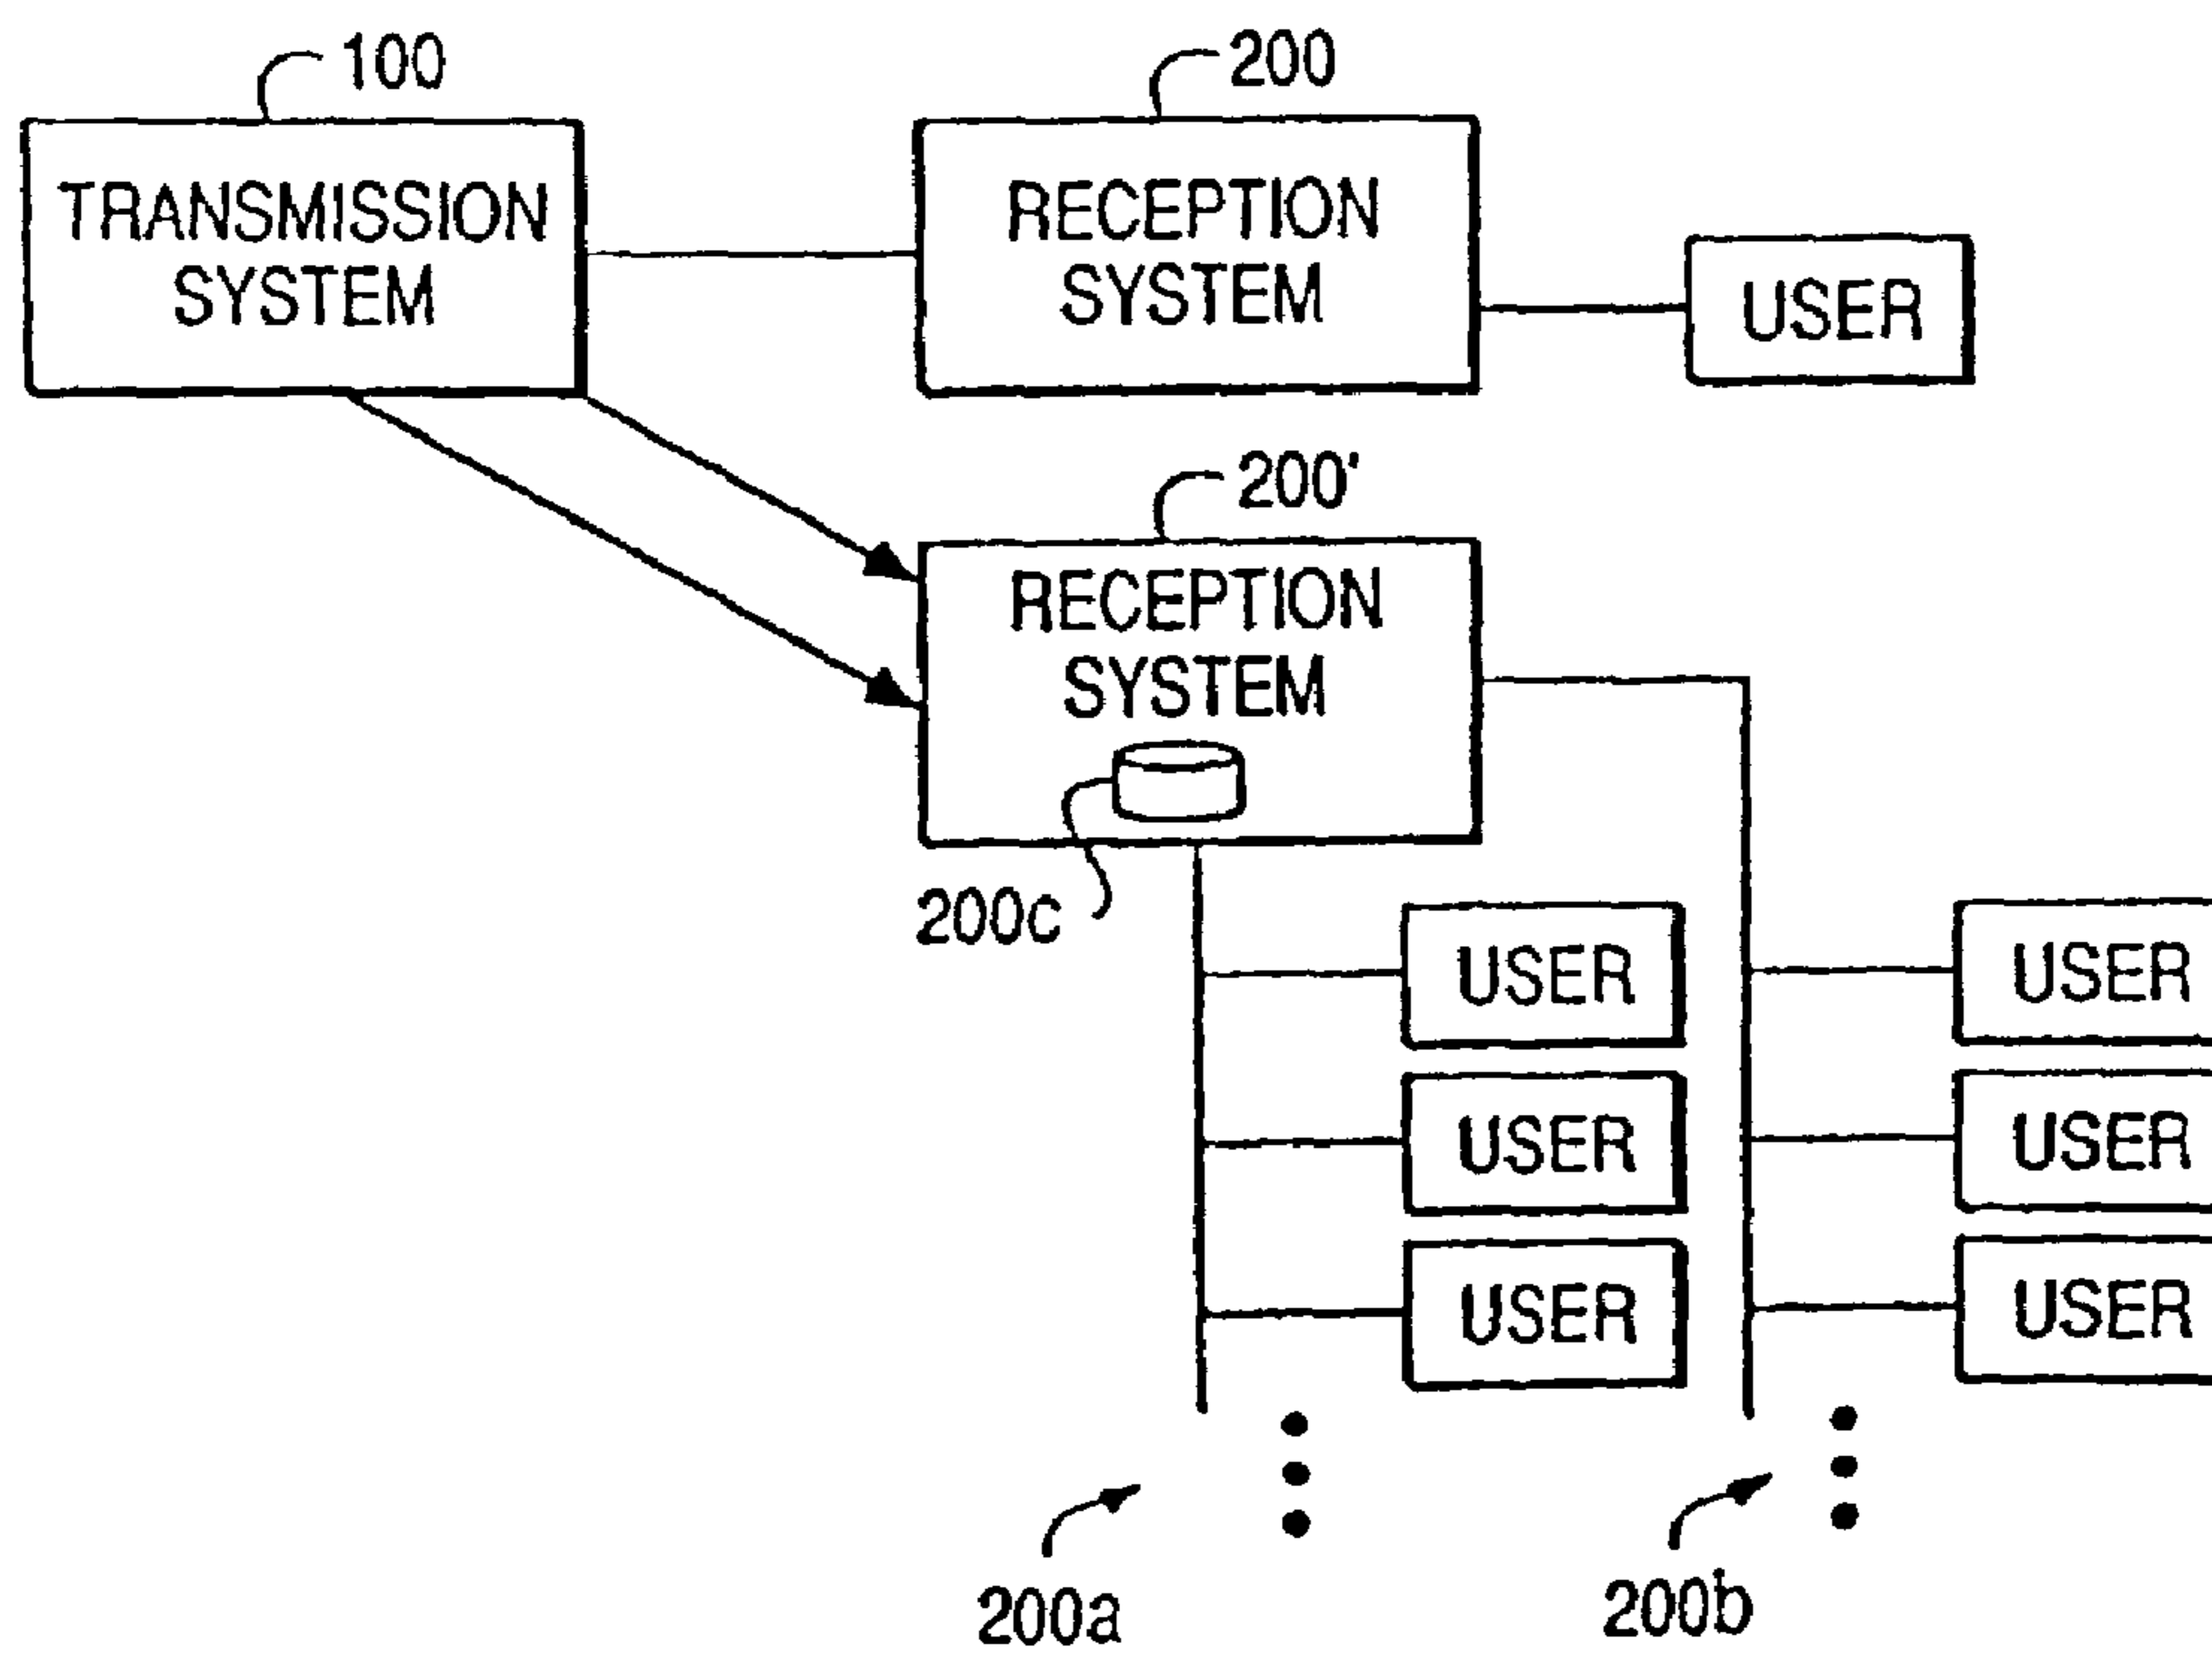 100
200
TRANSMISSION
SYSTEM
RECEPTION
SYSTEM
USER
200'
RECEPTION
SYSTEM
200c
USER
USER
USER
USER
USER
USER
200a
200b